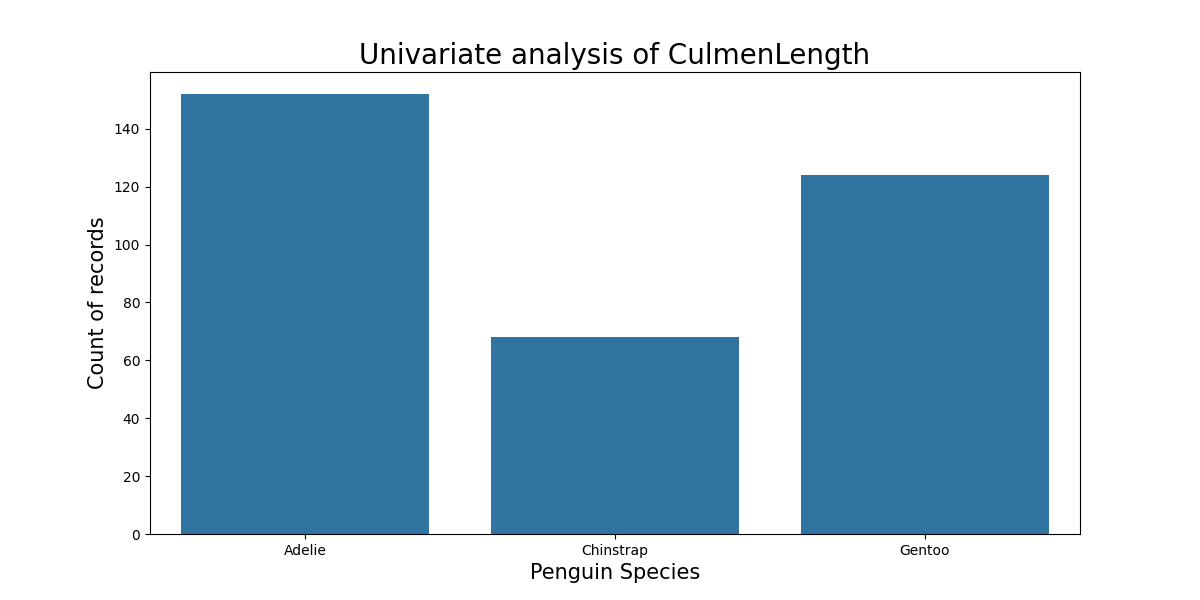 Univariate analysis of CulmenLength
Count of records
140
120
100
80
60
40
20
0
Adelie Chinstrap Gentoo
Penguin Species